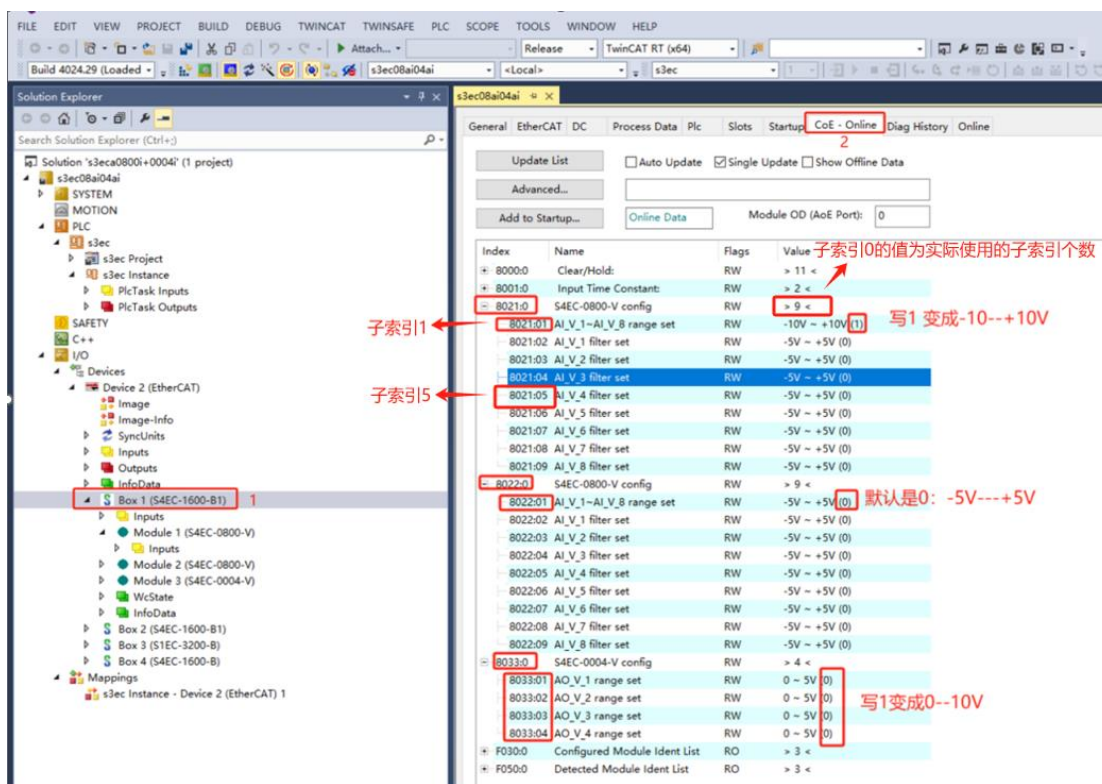 FILE EDIT VIEW PROJECT BUILD DEBUG TWINCAT TWINSAFE PLC SCOPE TOOLS WINDOW HELP
Attach... Release TwinCAT RT (x64)
Build 4024.29 (Loaded s3ec08ai04ai <Local> s3ec 1
Solution Explorer
Search Solution Explorer (Ctrl+;)
Solution 's3eca0800i+0004i' (1 project)
s3ec08ai04ai
SYSTEM
MOTION
PLC
s3ec
s3ec Project
s3ec Instance
PlcTask Inputs
PlcTask Outputs
SAFETY
C++
I/O
Devices
Device 2 (EtherCAT)
Image
Image-Info
SyncUnits
Inputs
Outputs
InfoData
Box 1 (S4EC-1600-B1) 1
Inputs
Module 1 (S4EC-0800-V)
Inputs
Module 2 (S4EC-0800-V)
Module 3 (S4EC-0004-V)
WcState
InfoData
Box 2 (S4EC-1600-B1)
Box 3 (S1EC-3200-B)
Box 4 (S4EC-1600-B)
Mappings
s3ec Instance - Device 2 (EtherCAT) 1
s3ec08ai04ai
General EtherCAT DC Process Data Plc Slots Startup CoE - Online Diag History Online
2
Update List Auto Update Single Update Show Offline Data
Advanced...
Add to Startup... Online Data Module OD (AoE Port): 0
Index Name Flags Value 子索引0的值为实际使用的子索引个数
8000:0 Clear/Hold: RW > 11 <
8001:0 Input Time Constant: RW > 2 <
8021:0 S4EC-0800-V config RW > 9 <
子索引1 8021:01 AI_V_1~AI_V_8 range set RW -10V ~ +10V (1) 写1 变成-10--+10V
8021:02 AI_V_1 filter set RW -5V ~ +5V (0)
8021:03 AI_V_2 filter set RW -5V ~ +5V (0)
8021:04 AI_V_3 filter set RW -5V ~ +5V (0)
子索引5 8021:05 AI_V_4 filter set RW -5V ~ +5V (0)
8021:06 AI_V_5 filter set RW -5V ~ +5V (0)
8021:07 AI_V_6 filter set RW -5V ~ +5V (0)
8021:08 AI_V_7 filter set RW -5V ~ +5V (0)
8021:09 AI_V_8 filter set RW -5V ~ +5V (0)
8022:0 S4EC-0800-V config RW > 9 <
8022:01 AI_V_1~AI_V_8 range set RW -5V ~ +5V (0) 默认是0：-5V---+5V
8022:02 AI_V_1 filter set RW -5V ~ +5V (0)
8022:03 AI_V_2 filter set RW -5V ~ +5V (0)
8022:04 AI_V_3 filter set RW -5V ~ +5V (0)
8022:05 AI_V_4 filter set RW -5V ~ +5V (0)
8022:06 AI_V_5 filter set RW -5V ~ +5V (0)
8022:07 AI_V_6 filter set RW -5V ~ +5V (0)
8022:08 AI_V_7 filter set RW -5V ~ +5V (0)
8022:09 AI_V_8 filter set RW -5V ~ +5V (0)
8033:0 S4EC-0004-V config RW > 4 <
8033:01 AO_V_1 range set RW 0 ~ 5V (0)
8033:02 AO_V_2 range set RW 0 ~ 5V (0) 写1变成0--10V
8033:03 AO_V_3 range set RW 0 ~ 5V (0)
8033:04 AO_V_4 range set RW 0 ~ 5V (0)
F030:0 Configured Module Ident List RO > 3 <
F050:0 Detected Module Ident List RO > 3 <